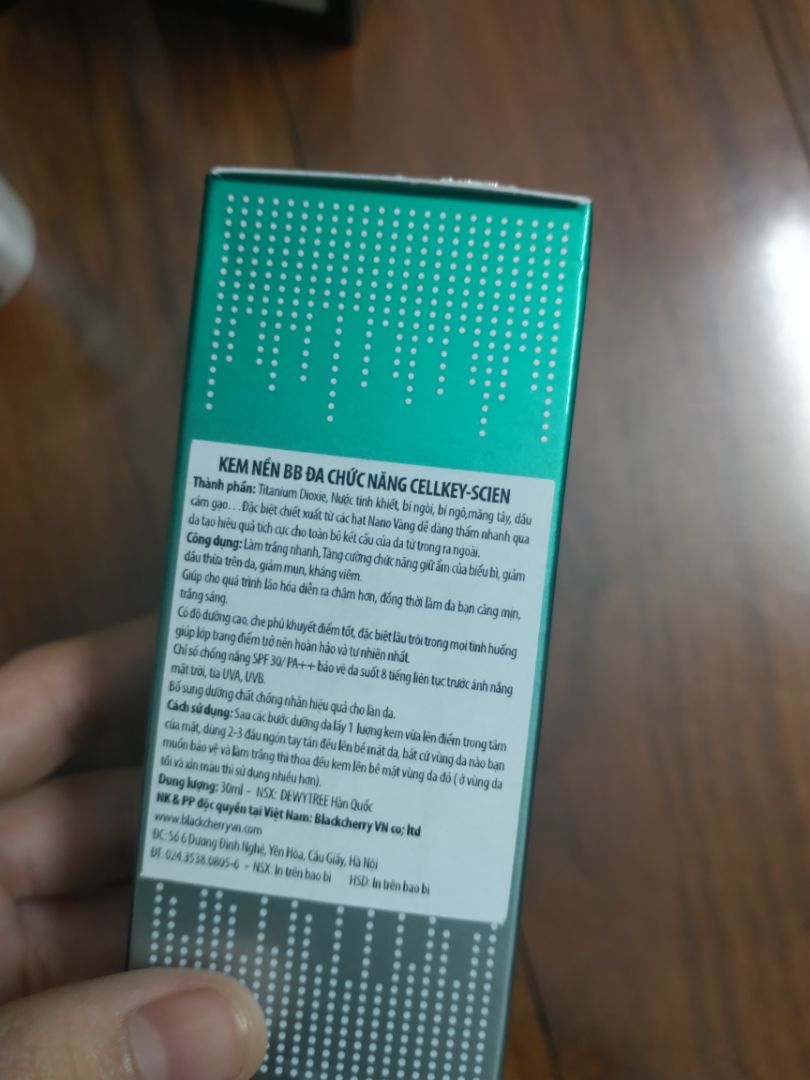 KEM NỀN BB ĐA CHỨC NĂNG CELLKEY-SCIEN
Thành phần: Titanium Dioxie, Nước tinh khiết, bí ngòi, bí ngô,măng tây, dầu
cám gạo…Đặc biệt chiết xuất từ các hạt Nano Vàng dễ dàng thấm nhanh qua
da tạo hiệu quả tích cực cho toàn bộ kết cấu của da từ trong ra ngoài.
Công dụng: Làm trắng nhanh, Tăng cường chức năng giữ ẩm của biểu bì, giảm
dầu thừa trên da, giảm mụn, kháng viêm.
Giúp cho quá trình lão hóa diễn ra chậm hơn, đồng thời làm da bạn căng mịn,
trắng sáng.
Có độ dưỡng cao, che phủ khuyết điểm tốt, đặc biệt lâu trôi trong mọi tình huống
giúp lớp trang điểm trở nên hoàn hảo và tự nhiên nhất.
Chỉ số chống nắng SPF 30/ PA++ bảo vệ da suốt 8 tiếng liên tục trước ánh nắng
mặt trời, tia UVA, UVB.
Bổ sung dưỡng chất chống nhăn hiệu quả cho làn da.
Cách sử dụng: Sau các bước dưỡng da lấy 1 lượng kem vừa lên điểm trong tâm
của mặt, dùng 2-3 đầu ngón tay tán đều lên bề mặt da, bất cứ vùng da nào bạn
muốn bảo vệ và làm trắng thì thoa đều kem lên bề mặt vùng da đó ( ở vùng da
tối và xỉn màu thì sử dụng nhiều hơn).
Dung lượng: 30ml - NSX: DEWYTREE Hàn Quốc
NK & PP độc quyền tại Việt Nam: Blackcherry VN co; ltd
www.blackcherryvn.com
ĐC: Số 6 Dương Đình Nghệ, Yên Hòa, Cầu Giấy, Hà Nội
ĐT: 024.3538.0805-6 - NSX: In trên bao bì HSD: In trên bao bì